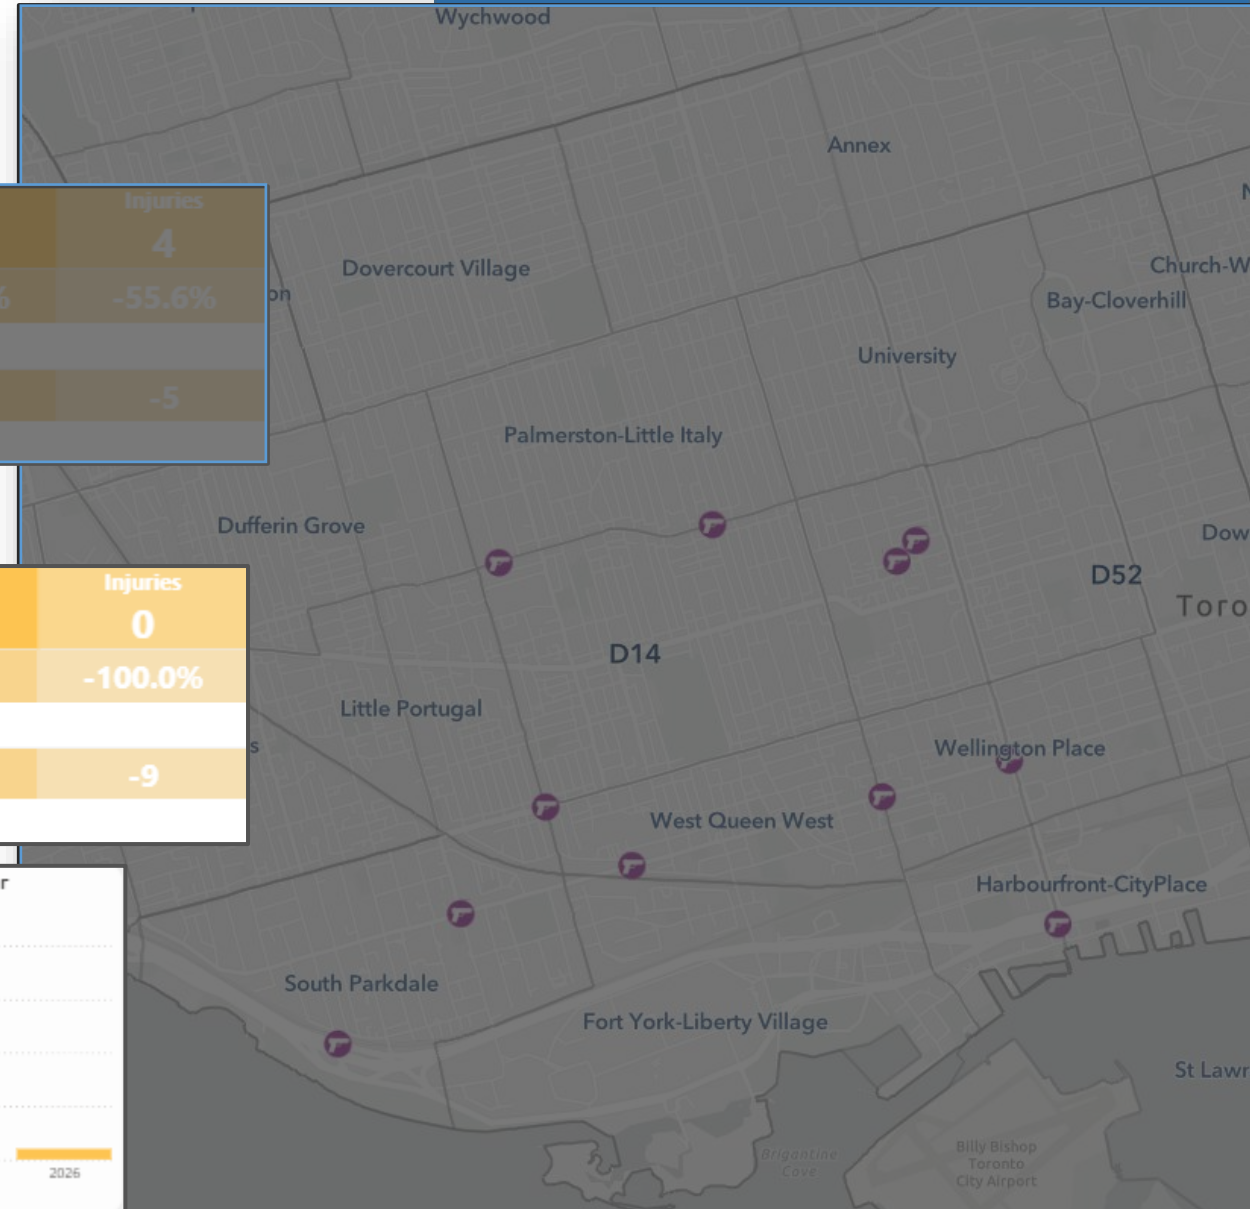 Wychwood
Annex
Injuries
4
-55.6%
-5
Dovercourt Village
Church-W
Bay-Cloverhill
University
Palmerston-Little Italy
Dufferin Grove
Dow
D52
Toro
Injuries
0
-100.0%
-9
D14
Little Portugal
Wellington Place
West Queen West
Harbourfront-CityPlace
South Parkdale
Fort York-Liberty Village
St Lawr
Brigantine
Cove
Billy Bishop
Toronto
City Airport
2026